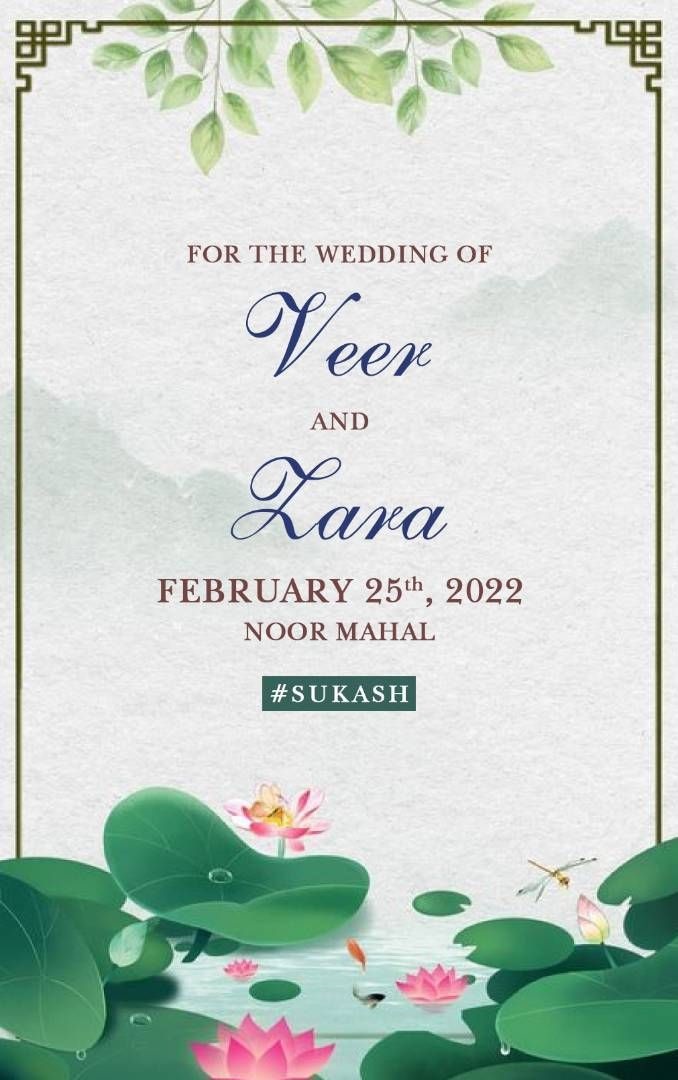 FOR THE WEDDING OF
Veer
AND
Zara
FEBRUARY 25th, 2022
NOOR MAHAL
#SUKASH